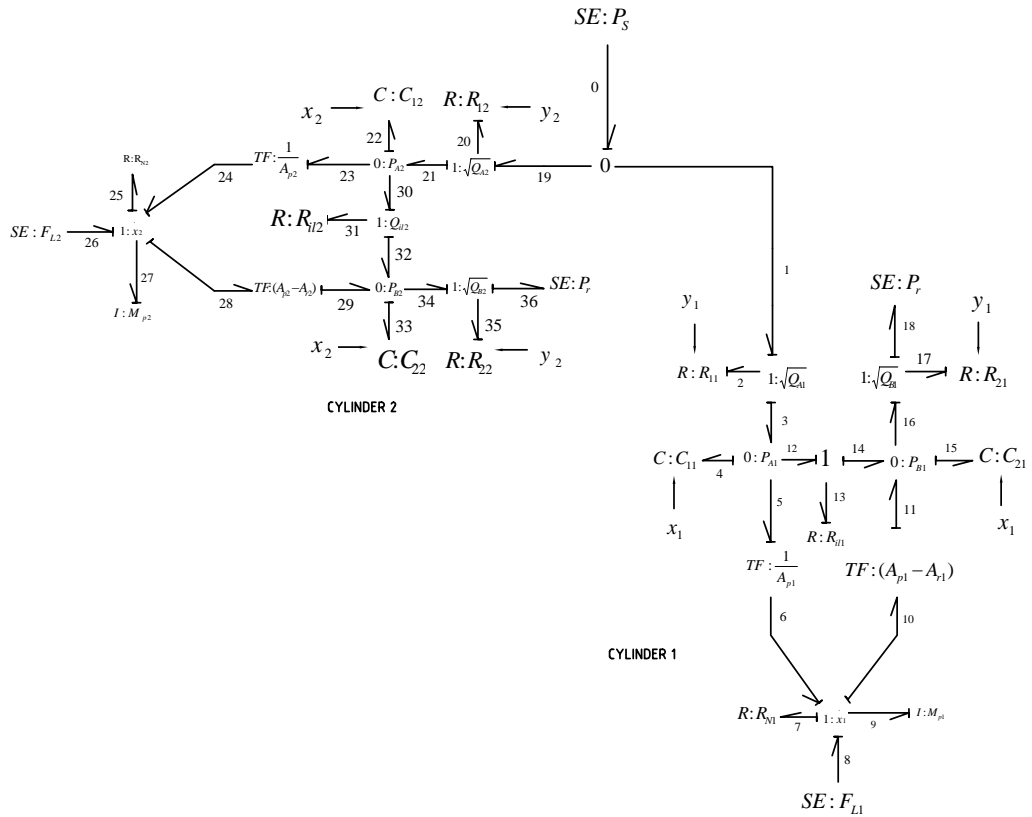 SE: P_S
0
C: C_12
R: R_12
x_2
y_2
22
20
R:R_N2
TF: 1/A_p2
0: P_A2
1: √Q_A2
0
24
23
21
19
25
30
SE: F_L2
26
1: ẋ_2
R: R_il2
31
1: Q_il2
27
32
1
I: M_p2
28
TF:(A_p2 − A_r2)
29
0: P_B2
34
1: √Q_B2
36
SE: P_r
33
35
x_2
C: C_22
R: R_22
y_2
CYLINDER 2
SE: P_r
y_1
y_1
18
R: R_11
2
1: √Q_A1
1: √Q_B1
17
R: R_21
3
16
C: C_11
4
0: P_A1
12
1
14
0: P_B1
15
C: C_21
5
13
11
x_1
R: R_il1
x_1
TF: 1/A_p1
TF: (A_p1 − A_r1)
6
10
CYLINDER 1
R: R_N1
7
1: ẋ_1
9
I: M_p1
8
SE: F_L1